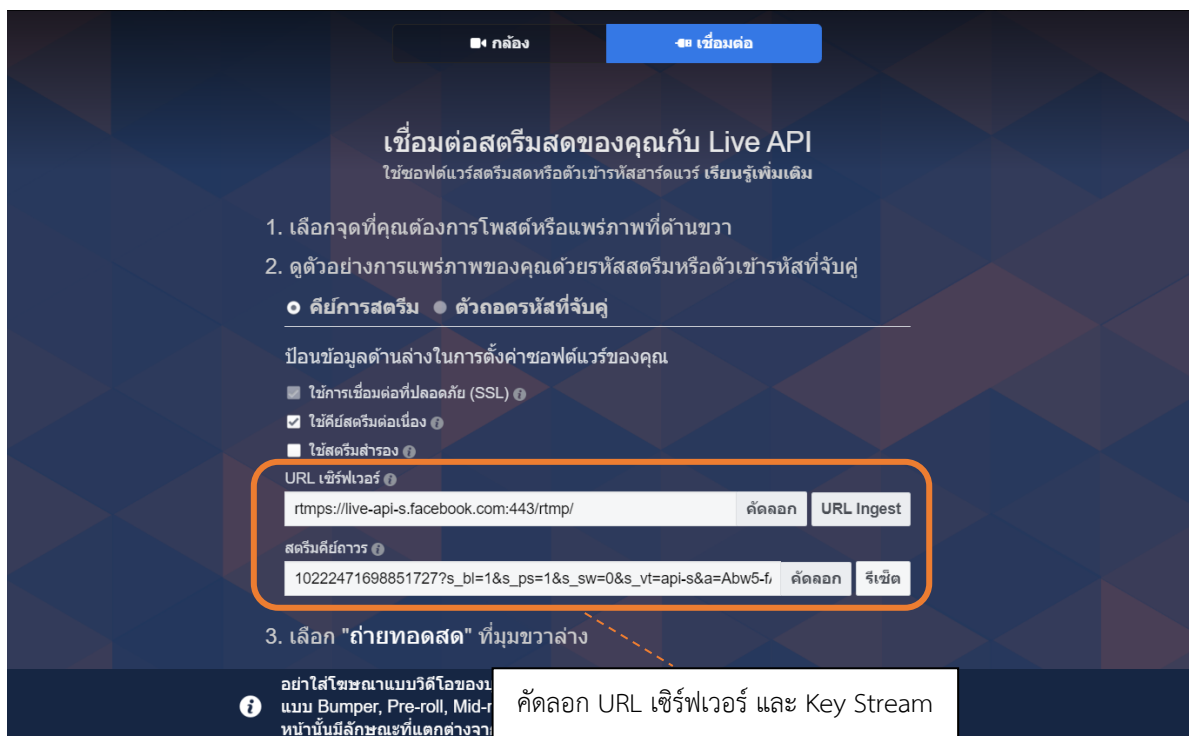 กล้อง
เชื่อมต่อ
เชื่อมต่อสตรีมสดของคุณกับ Live API
ใช้ซอฟต์แวร์สตรีมสดหรือตัวเข้ารหัสฮาร์ดแวร์ เรียนรู้เพิ่มเติม
1. เลือกจุดที่คุณต้องการโพสต์หรือแพร่ภาพที่ด้านขวา
2. ดูตัวอย่างการแพร่ภาพของคุณด้วยรหัสสตรีมหรือตัวเข้ารหัสที่จับคู่
คีย์การสตรีม ตัวถอดรหัสที่จับคู่
ป้อนข้อมูลด้านล่างในการตั้งค่าซอฟต์แวร์ของคุณ
ใช้การเชื่อมต่อที่ปลอดภัย (SSL)
ใช้คีย์สตรีมต่อเนื่อง
ใช้สตรีมสำรอง
URL เซิร์ฟเวอร์
rtmps://live-api-s.facebook.com:443/rtmp/ คัดลอก URL Ingest
สตรีมคีย์ถาวร
10222471698851727?s_bl=1&s_ps=1&s_sw=0&s_vt=api-s&a=Abw5-f คัดลอก รีเซ็ต
3. เลือก "ถ่ายทอดสด" ที่มุมขวาล่าง
อย่าใส่โฆษณาแบบวิดีโอของ
แบบ Bumper, Pre-roll, Mid-
หน้านั้นมีลักษณะที่แตกต่างจา
คัดลอก URL เซิร์ฟเวอร์ และ Key Stream